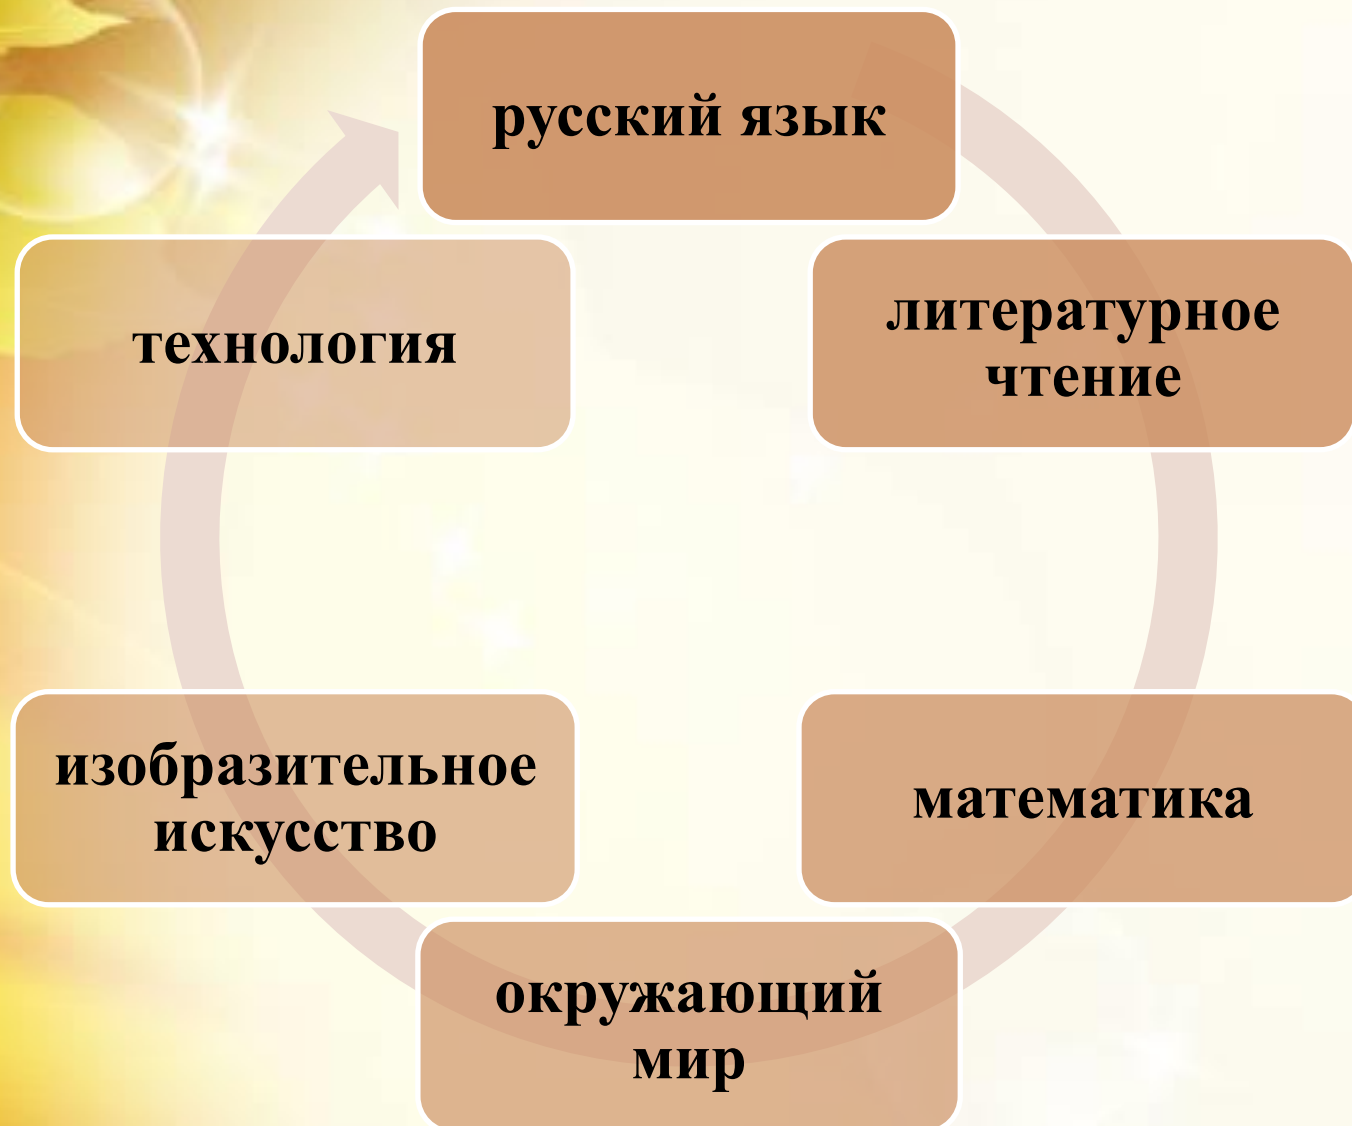 русский язык
литературное
чтение
математика
окружающий
мир
изобразительное
искусство
технология